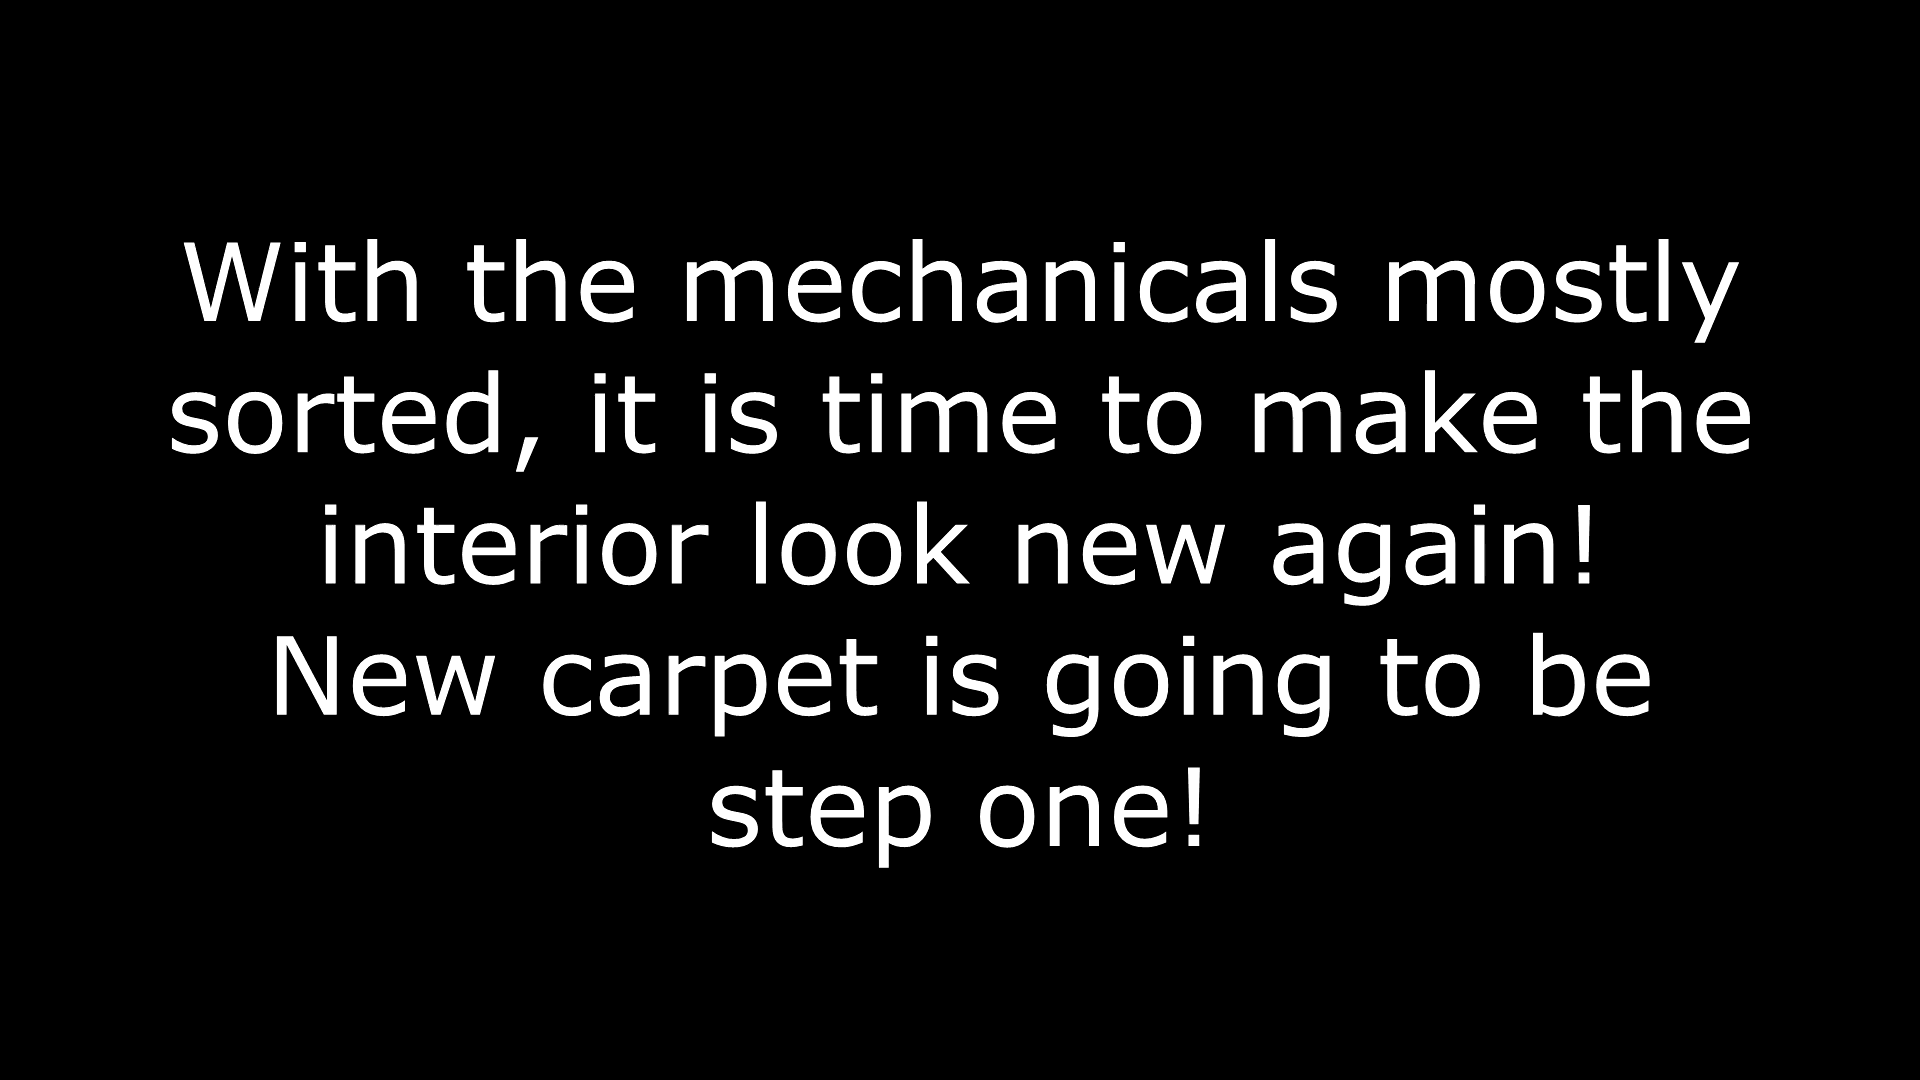 With the mechanicals mostly
sorted, it is time to make the
interior look new again!
New carpet is going to be
step one!